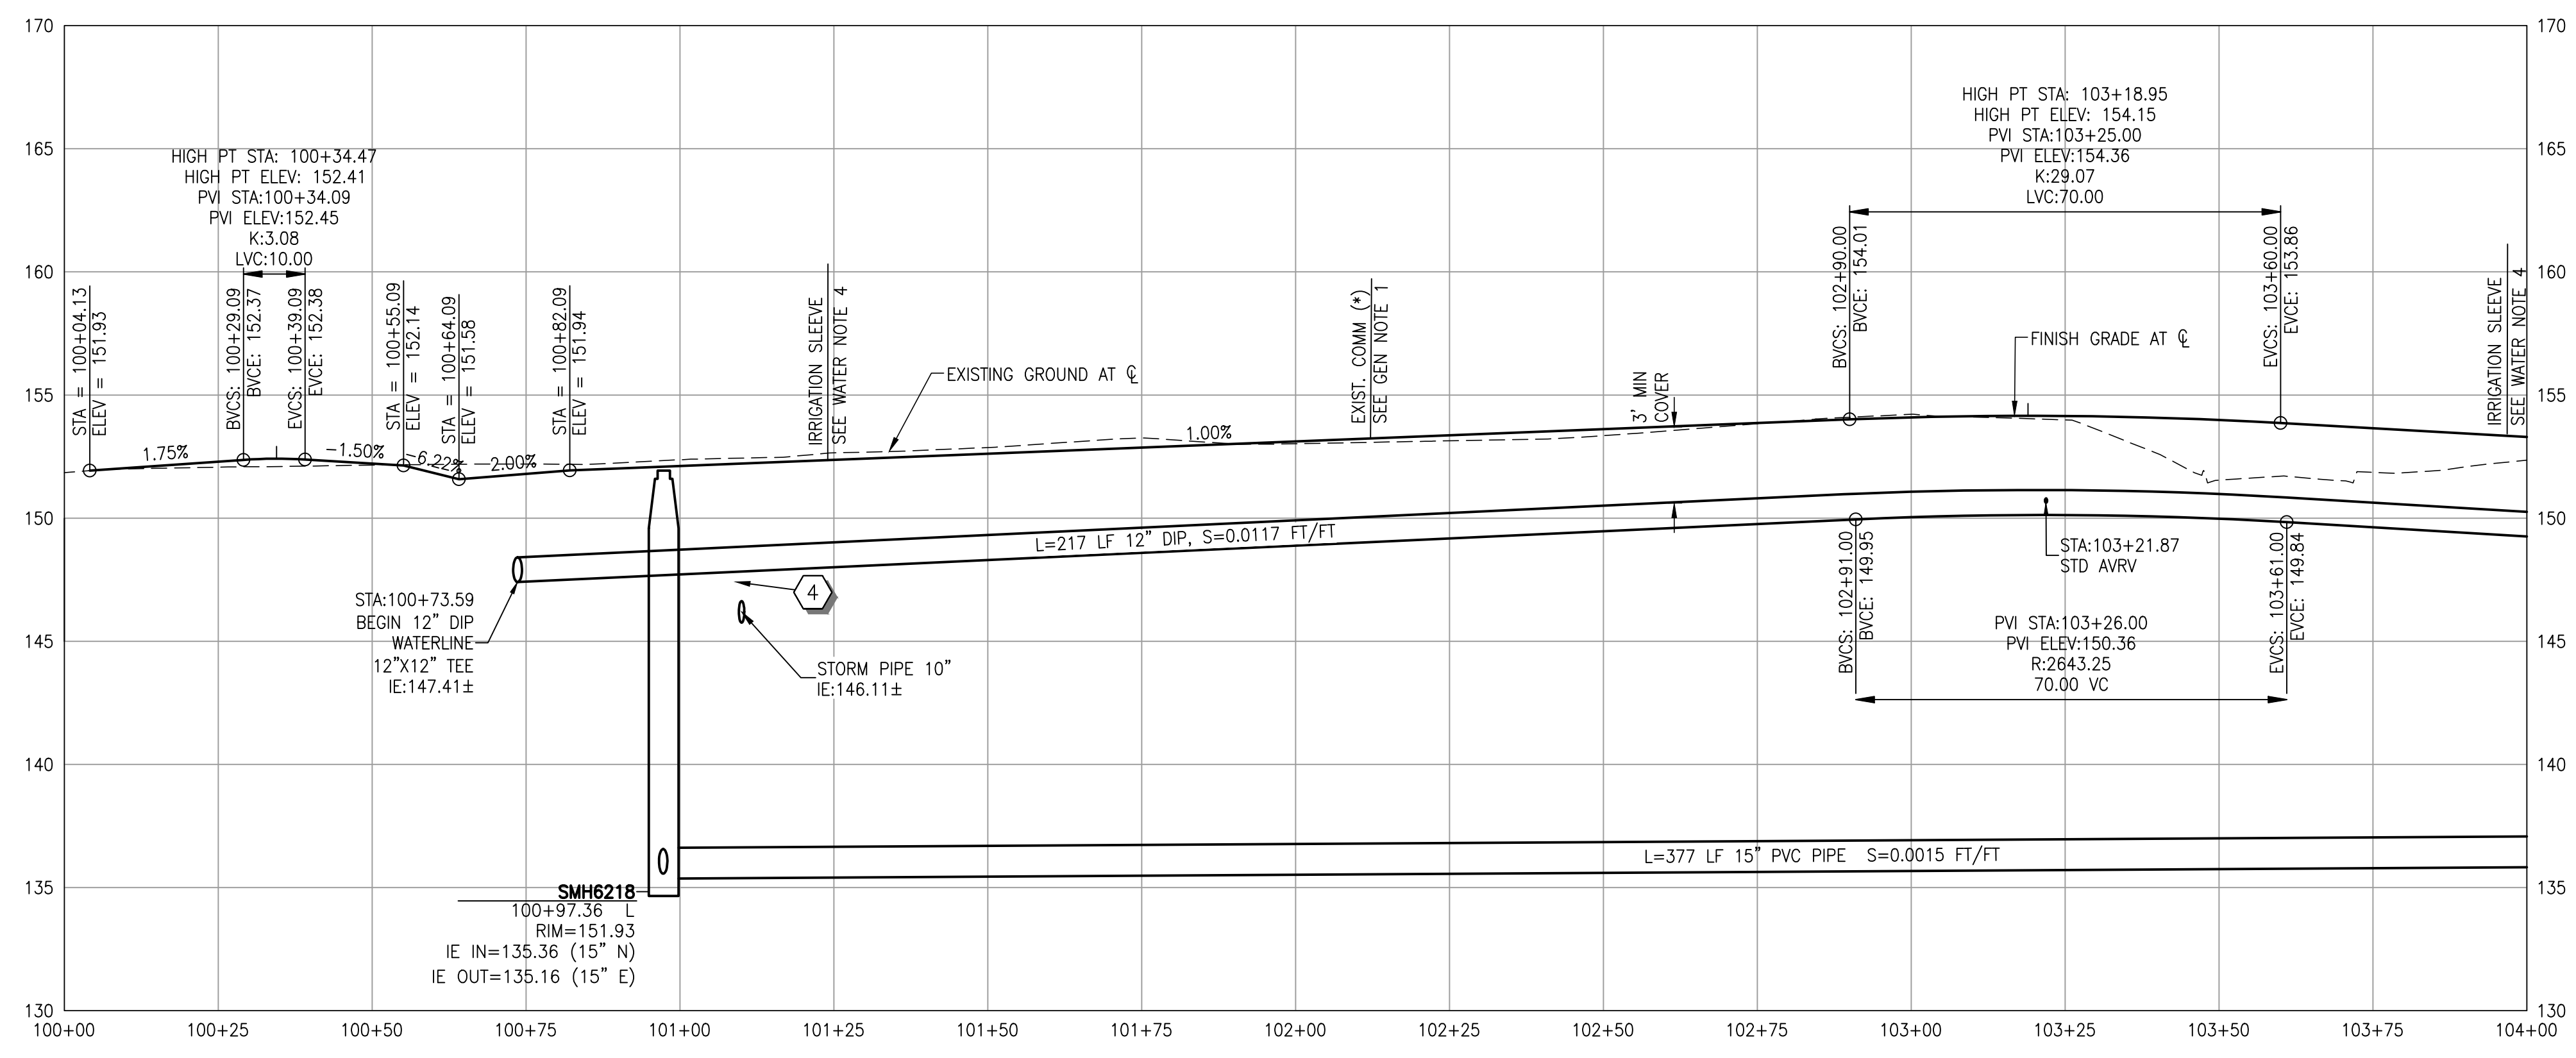 170
170
165
165
160
160
155
155
150
150
145
145
140
140
135
135
130
130
HIGH PT STA: 100+34.47
HIGH PT ELEV: 152.41
PVI STA:100+34.09
PVI ELEV:152.45
K:3.08
LVC:10.00
STA = 100+04.13
ELEV = 151.93
1.75%
BVCS: 100+29.09
BVCE: 152.37
EVCS: 100+39.09
EVCE: 152.38
-1.50%
STA = 100+55.09
ELEV = 152.14
-6.22%
STA = 100+64.09
ELEV = 151.58
2.00%
STA = 100+82.09
ELEV = 151.94
IRRIGATION SLEEVE
SEE WATER NOTE 4
EXISTING GROUND AT ℄
1.00%
EXIST. COMM (*)
SEE GEN NOTE 1
3' MIN
COVER
HIGH PT STA: 103+18.95
HIGH PT ELEV: 154.15
PVI STA:103+25.00
PVI ELEV:154.36
K:29.07
LVC:70.00
BVCS: 102+90.00
BVCE: 154.01
FINISH GRADE AT ℄
EVCS: 103+60.00
EVCE: 153.86
IRRIGATION SLEEVE
SEE WATER NOTE 4
L=217 LF 12" DIP, S=0.0117 FT/FT
STA:100+73.59
BEGIN 12" DIP
WATERLINE
12"X12" TEE
IE:147.41±
4
STORM PIPE 10"
IE:146.11±
BVCS: 102+91.00
BVCE: 149.95
STA:103+21.87
STD AVRV
PVI STA:103+26.00
PVI ELEV:150.36
R:2643.25
70.00 VC
EVCS: 103+61.00
EVCE: 149.84
L=377 LF 15" PVC PIPE S=0.0015 FT/FT
SMH6218
100+97.36 L
RIM=151.93
IE IN=135.36 (15" N)
IE OUT=135.16 (15" E)
100+00
100+25
100+50
100+75
101+00
101+25
101+50
101+75
102+00
102+25
102+50
102+75
103+00
103+25
103+50
103+75
104+00